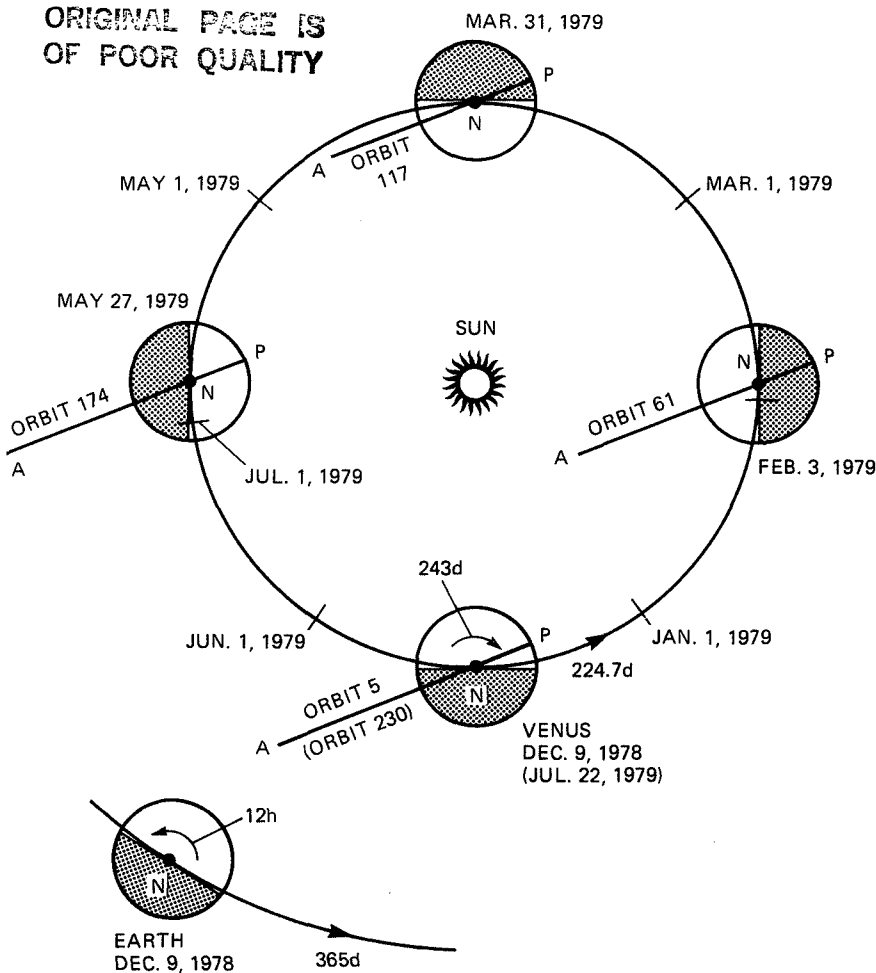 ORIGINAL PAGE IS
OF POOR QUALITY
MAR. 31, 1979
P
N
A
ORBIT
117
MAY 1, 1979
MAR. 1, 1979
MAY 27, 1979
SUN
P
N
ORBIT 174
A
JUL. 1, 1979
N
P
ORBIT 61
A
FEB. 3, 1979
243d
JUN. 1, 1979
P
JAN. 1, 1979
224.7d
ORBIT 5
(ORBIT 230)
N
A
VENUS
DEC. 9, 1978
(JUL. 22, 1979)
12h
N
EARTH
DEC. 9, 1978
365d